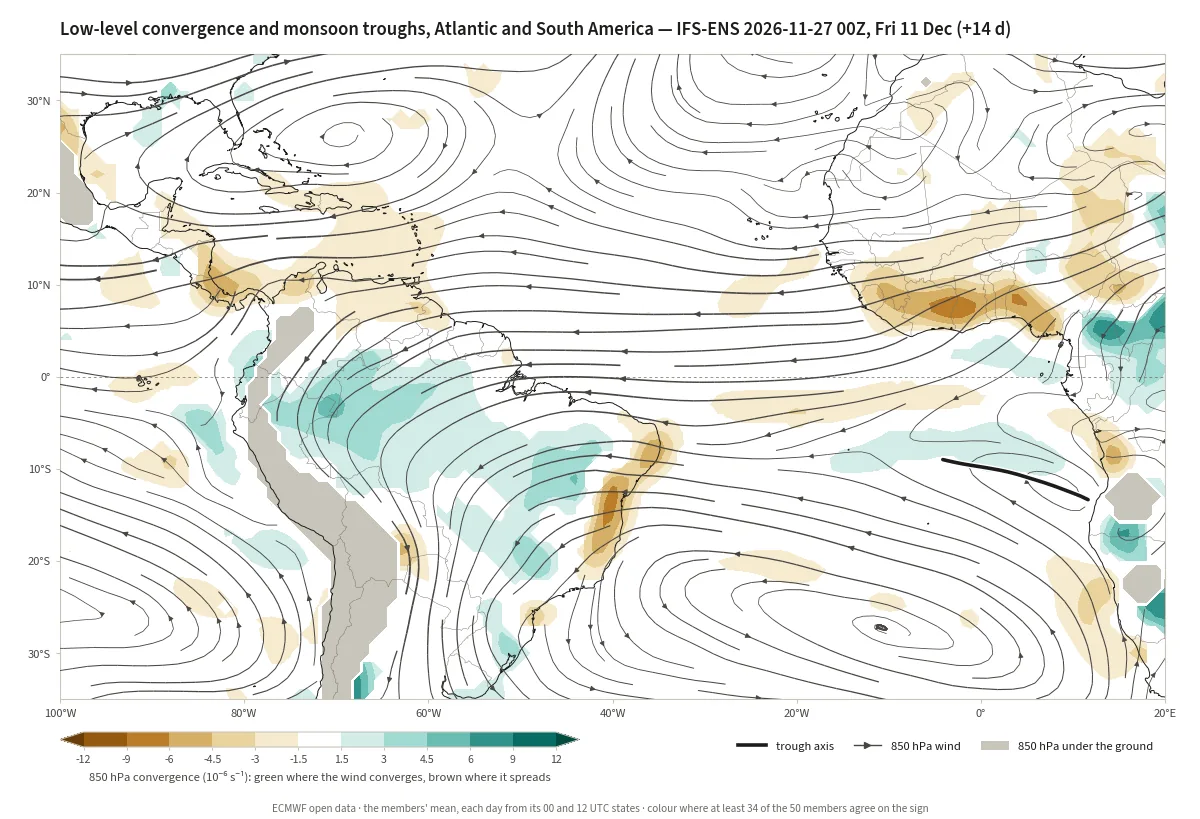 Low-level convergence and monsoon troughs, Atlantic and South America — IFS-ENS 2026-11-27 00Z, Fri 11 Dec (+14 d)
30°N
20°N
10°N
0°
10°S
20°S
30°S
100°W 80°W 60°W 40°W 20°W 0° 20°E
-12 -9 -6 -4.5 -3 -1.5 1.5 3 4.5 6 9 12
850 hPa convergence (10⁻⁶ s⁻¹): green where the wind converges, brown where it spreads
trough axis 850 hPa wind 850 hPa under the ground
ECMWF open data · the members' mean, each day from its 00 and 12 UTC states · colour where at least 34 of the 50 members agree on the sign